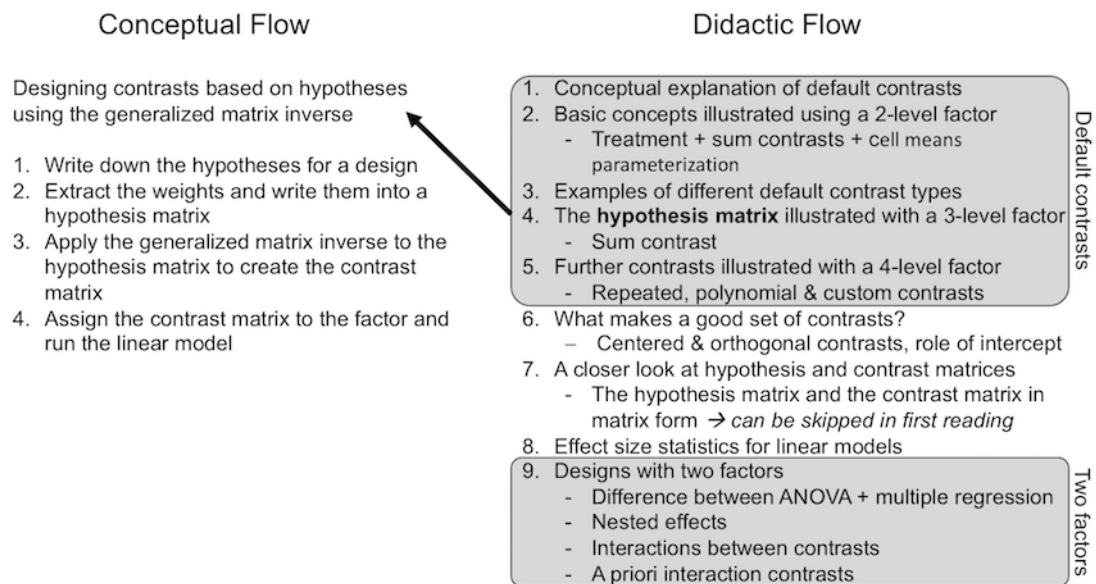 Conceptual Flow
Designing contrasts based on hypotheses
using the generalized matrix inverse
1. Write down the hypotheses for a design
2. Extract the weights and write them into a
hypothesis matrix
3. Apply the generalized matrix inverse to the
hypothesis matrix to create the contrast
matrix
4. Assign the contrast matrix to the factor and
run the linear model
Didactic Flow
1. Conceptual explanation of default contrasts
2. Basic concepts illustrated using a 2-level factor
- Treatment + sum contrasts + cell means
parameterization
3. Examples of different default contrast types
4. The hypothesis matrix illustrated with a 3-level factor
- Sum contrast
5. Further contrasts illustrated with a 4-level factor
- Repeated, polynomial & custom contrasts
Default contrasts
6. What makes a good set of contrasts?
– Centered & orthogonal contrasts, role of intercept
7. A closer look at hypothesis and contrast matrices
- The hypothesis matrix and the contrast matrix in
matrix form → can be skipped in first reading
8. Effect size statistics for linear models
9. Designs with two factors
- Difference between ANOVA + multiple regression
- Nested effects
- Interactions between contrasts
- A priori interaction contrasts
Two factors